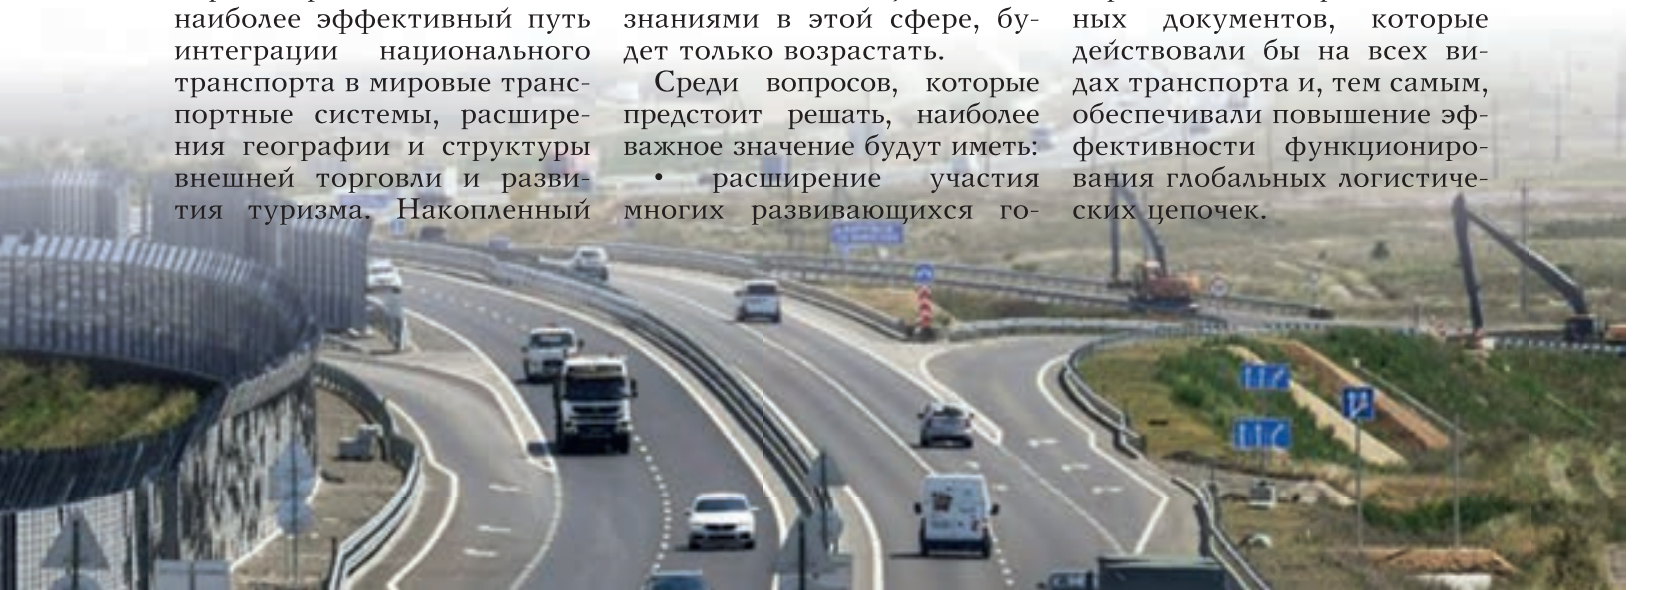 наиболее эффективный путь
интеграции национального
транспорта в мировые транс-
портные системы, расшире-
ния географии и структуры
внешней торговли и разви-
тия туризма. Накопленный
знаниями в этой сфере, бу-
дет только возрастать.
Среди вопросов, которые
предстоит решать, наиболее
важное значение будут иметь:
• расширение участия
многих развивающихся го-
ных документов, которые
действовали бы на всех ви-
дах транспорта и, тем самым,
обеспечивали повышение эф-
фективности функциониро-
вания глобальных логистиче-
ских цепочек.